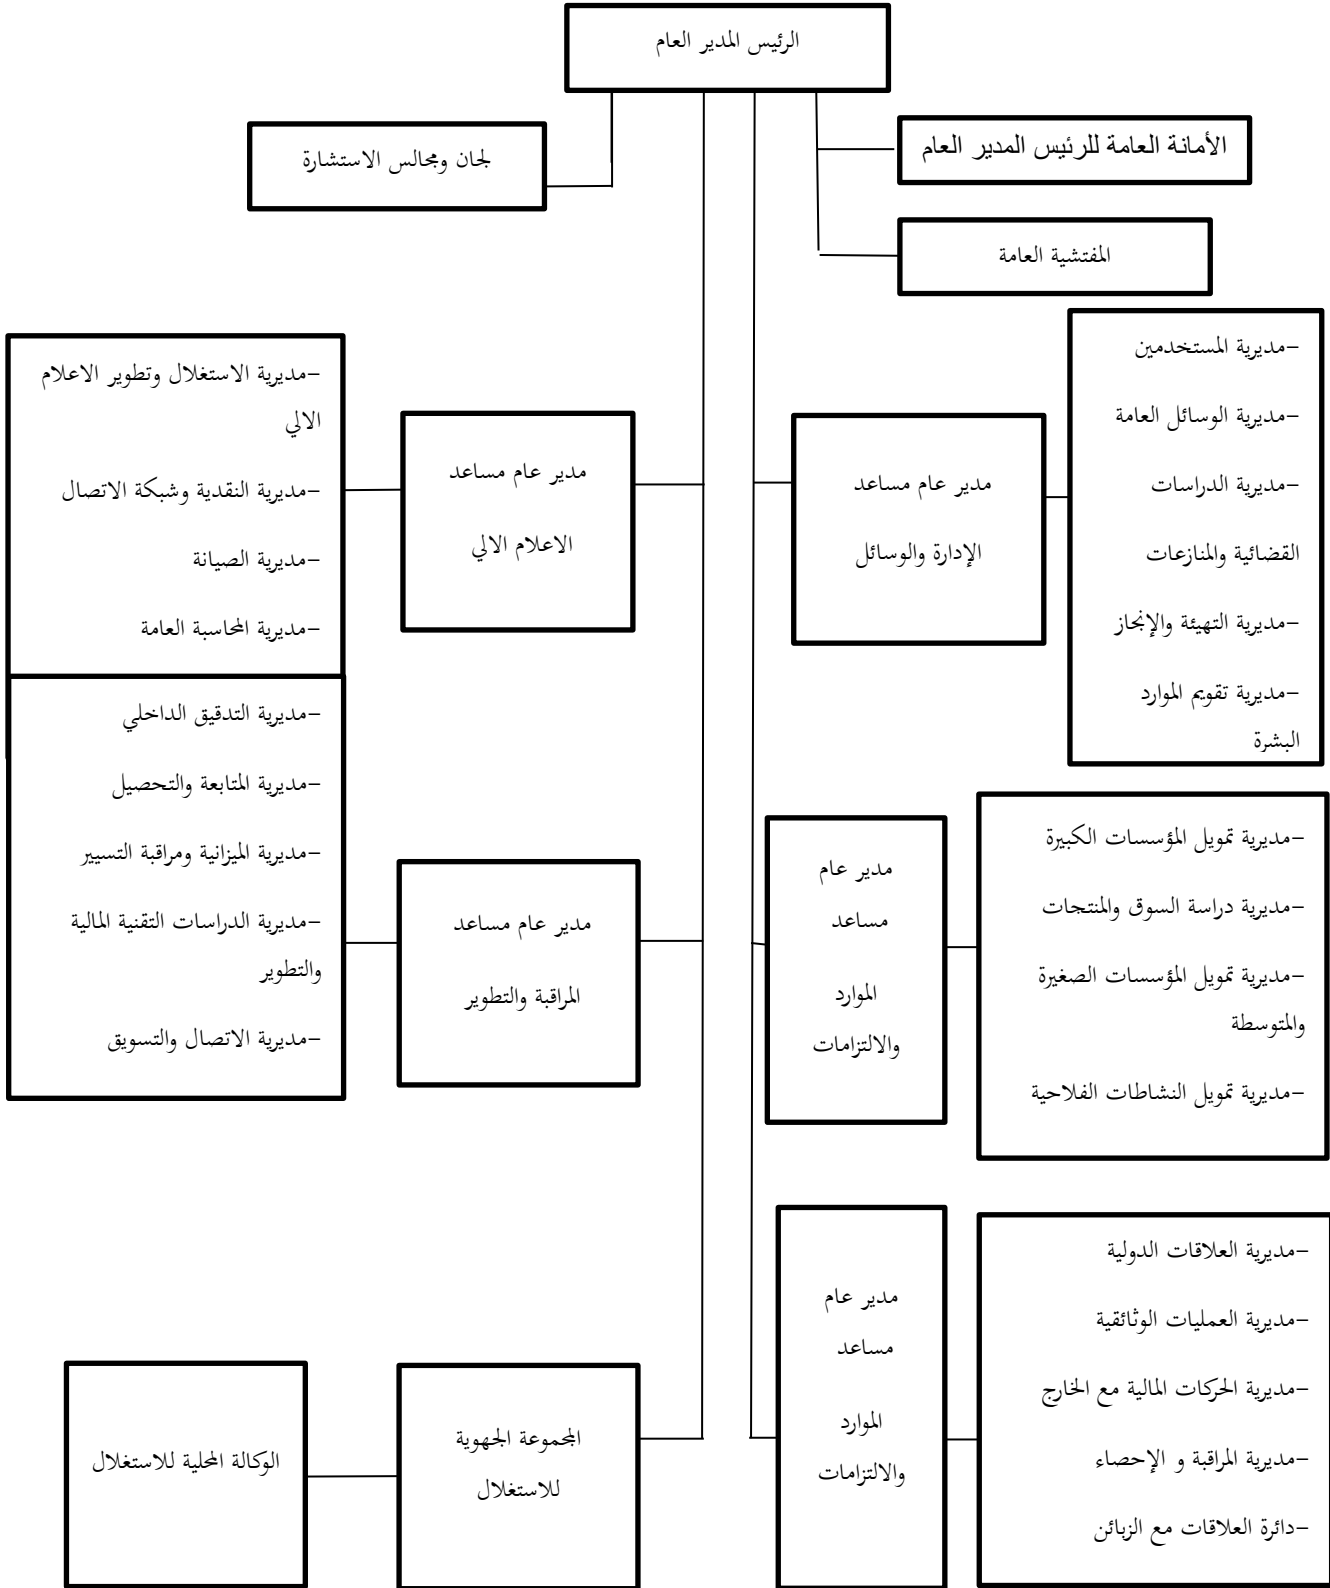 الرئيس المدير العام
الأمانة العامة للرئيس المدير العام
لجان ومجالس الاستشارة
المفتشية العامة
-مديرية المستخدمين
-مديرية الوسائل العامة
-مديرية الدراسات
القضائية والمنازعات
-مديرية التهيئة والإنجاز
-مديرية تقويم الموارد
البشرة
مدير عام مساعد
الإدارة والوسائل
مدير عام مساعد
الاعلام الالي
-مديرية الاستغلال وتطوير الاعلام
الالي
-مديرية النقدية وشبكة الاتصال
-مديرية الصيانة
-مديرية المحاسبة العامة
-مديرية تمويل المؤسسات الكبيرة
-مديرية دراسة السوق والمنتجات
-مديرية تمويل المؤسسات الصغيرة
والمتوسطة
-مديرية تمويل النشاطات الفلاحية
مدير عام
مساعد
الموارد
والالتزامات
مدير عام مساعد
المراقبة والتطوير
-مديرية التدقيق الداخلي
-مديرية المتابعة والتحصيل
-مديرية الميزانية ومراقبة التسيير
-مديرية الدراسات التقنية المالية
والتطوير
-مديرية الاتصال والتسويق
-مديرية العلاقات الدولية
-مديرية العمليات الوثائقية
-مديرية الحركات المالية مع الخارج
-مديرية المراقبة و الإحصاء
-دائرة العلاقات مع الزبائن
مدير عام
مساعد
الموارد
والالتزامات
المجموعة الجهوية
للاستغلال
الوكالة المحلية للاستغلال